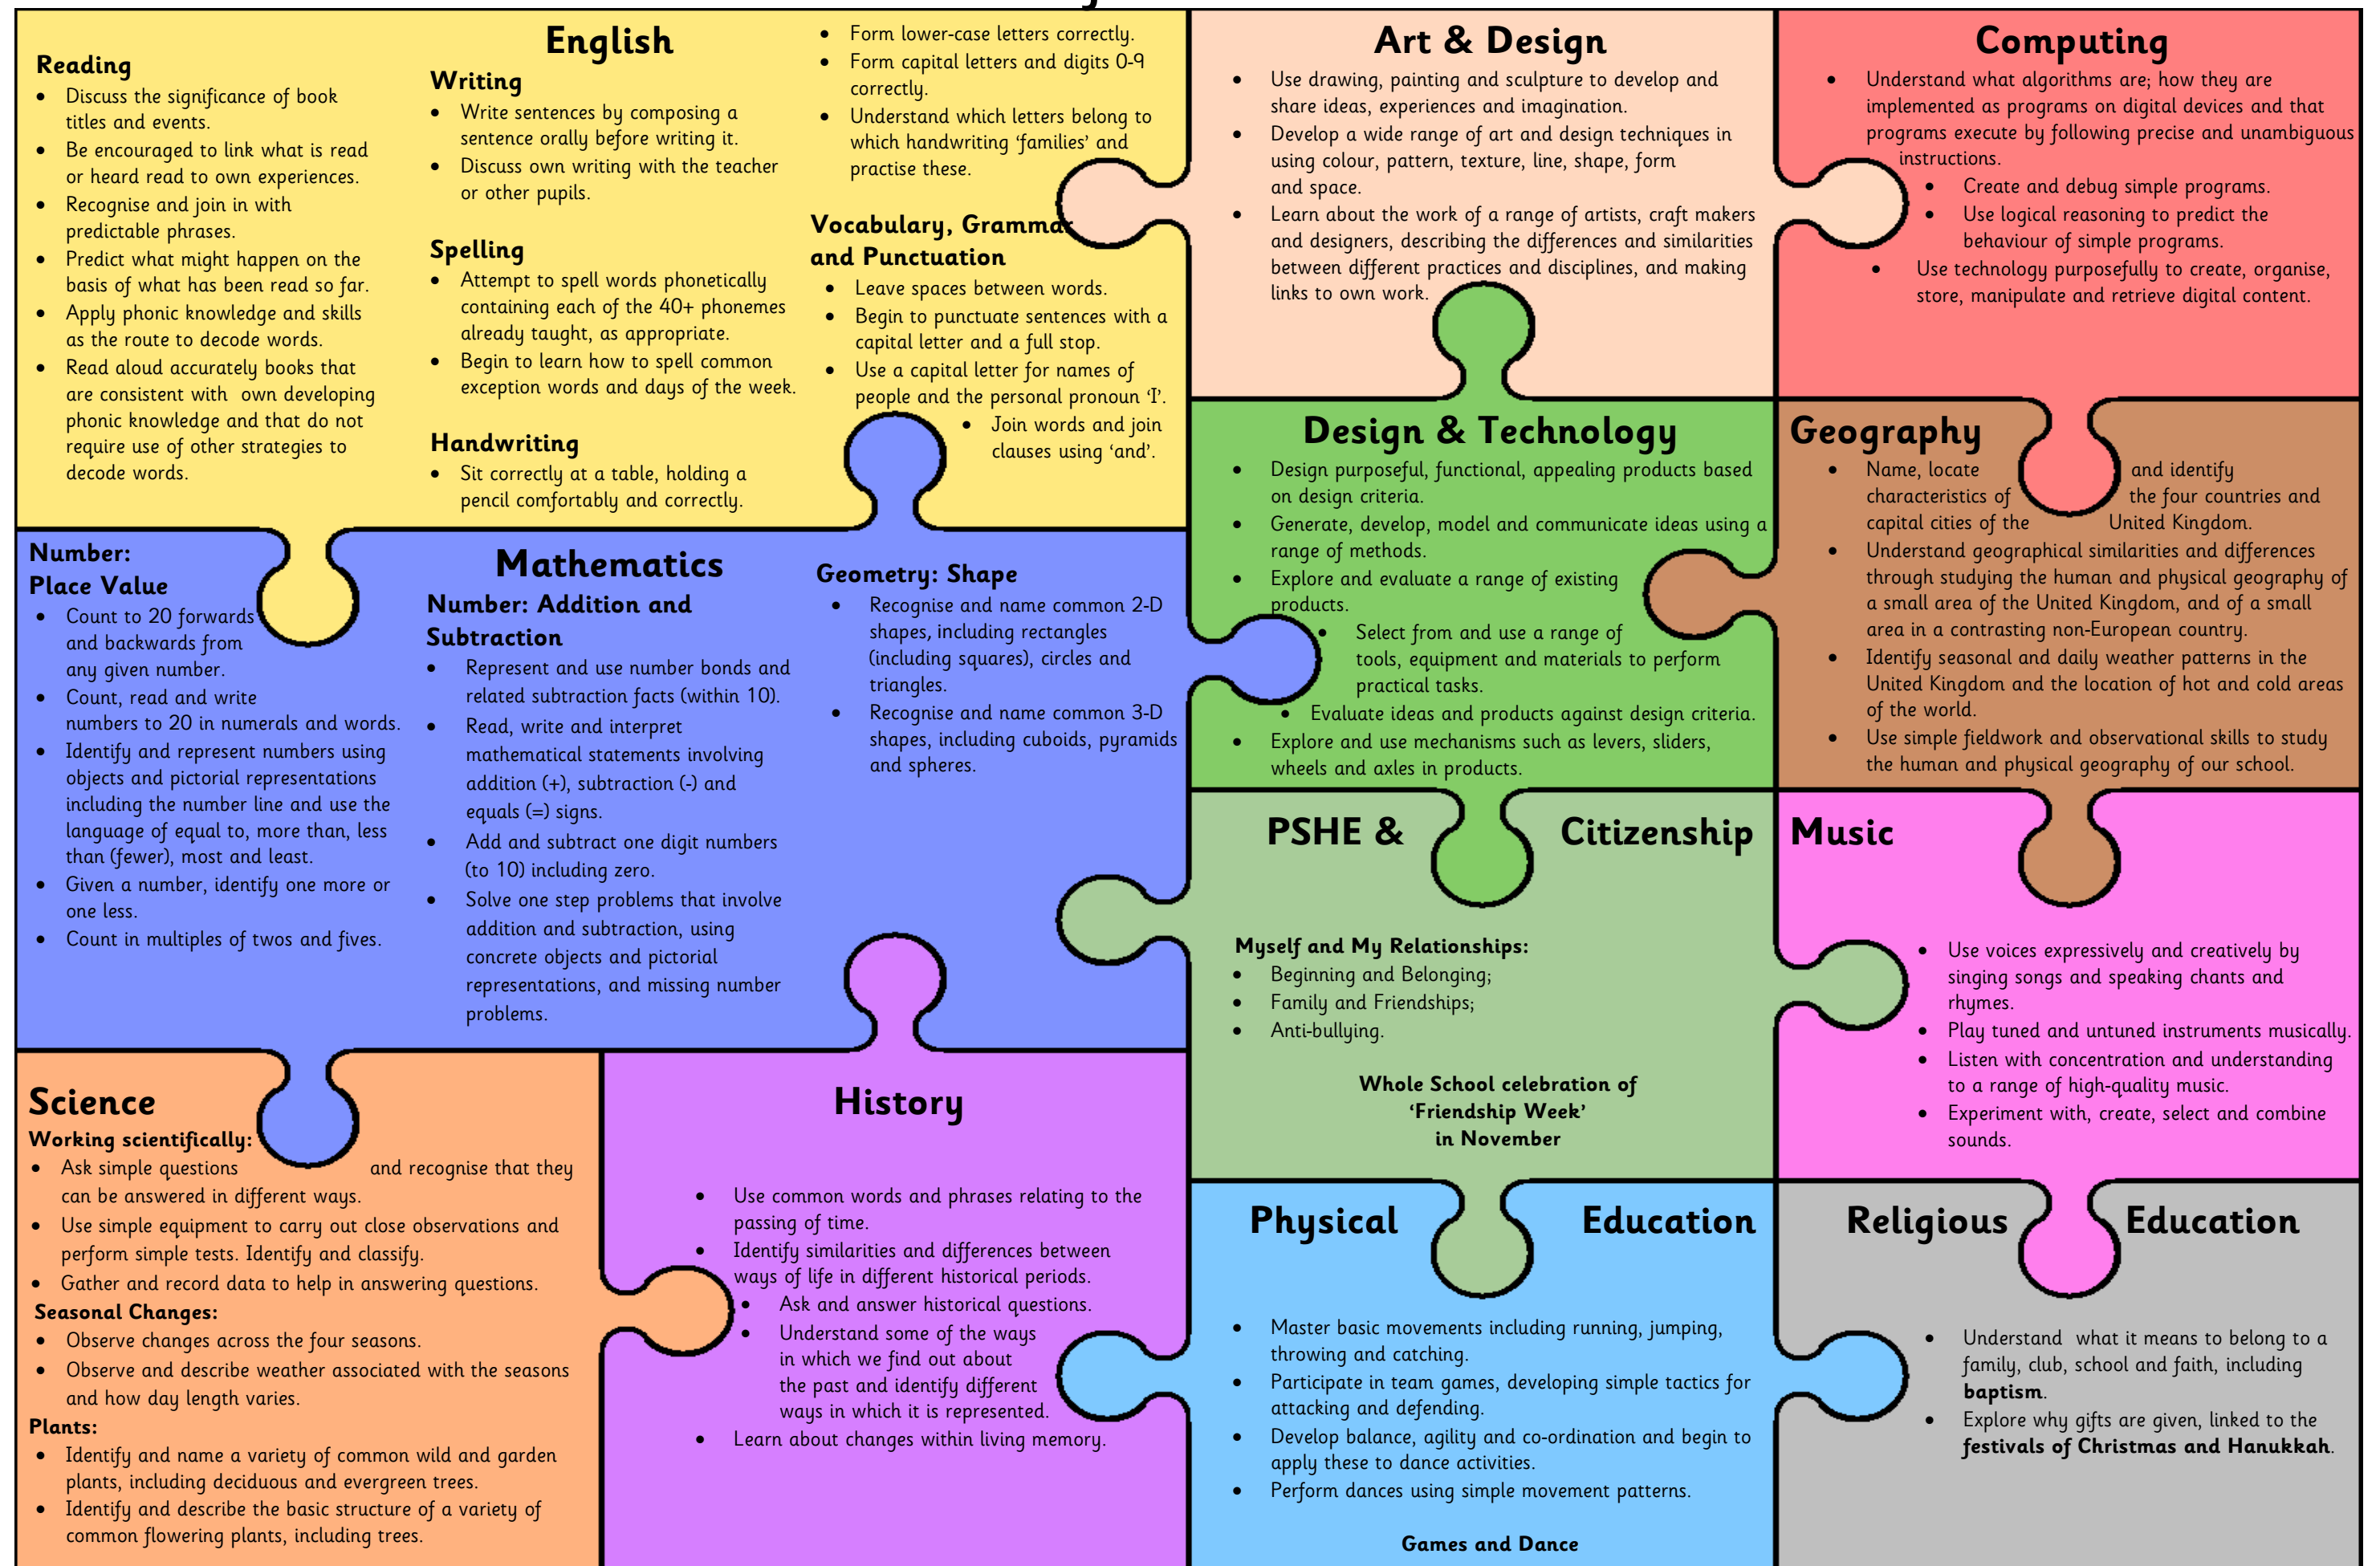 English
Reading
• Discuss the significance of book
titles and events.
• Be encouraged to link what is read
or heard read to own experiences.
• Recognise and join in with
predictable phrases.
• Predict what might happen on the
basis of what has been read so far.
• Apply phonic knowledge and skills
as the route to decode words.
• Read aloud accurately books that
are consistent with own developing
phonic knowledge and that do not
require use of other strategies to
decode words.
Writing
• Write sentences by composing a
sentence orally before writing it.
• Discuss own writing with the teacher
or other pupils.
Spelling
• Attempt to spell words phonetically
containing each of the 40+ phonemes
already taught, as appropriate.
• Begin to learn how to spell common
exception words and days of the week.
Handwriting
• Sit correctly at a table, holding a
pencil comfortably and correctly.
• Form lower-case letters correctly.
• Form capital letters and digits 0-9
correctly.
• Understand which letters belong to
which handwriting ‘families’ and
practise these.
Vocabulary, Grammar
and Punctuation
• Leave spaces between words.
• Begin to punctuate sentences with a
capital letter and a full stop.
• Use a capital letter for names of
people and the personal pronoun ‘I’.
• Join words and join
clauses using ‘and’.
Art & Design
• Use drawing, painting and sculpture to develop and
share ideas, experiences and imagination.
• Develop a wide range of art and design techniques in
using colour, pattern, texture, line, shape, form
and space.
• Learn about the work of a range of artists, craft makers
and designers, describing the differences and similarities
between different practices and disciplines, and making
links to own work.
Computing
• Understand what algorithms are; how they are
implemented as programs on digital devices and that
programs execute by following precise and unambiguous
instructions.
• Create and debug simple programs.
• Use logical reasoning to predict the
behaviour of simple programs.
• Use technology purposefully to create, organise,
store, manipulate and retrieve digital content.
Mathematics
Number:
Place Value
• Count to 20 forwards
and backwards from
any given number.
• Count, read and write
numbers to 20 in numerals and words.
• Identify and represent numbers using
objects and pictorial representations
including the number line and use the
language of equal to, more than, less
than (fewer), most and least.
• Given a number, identify one more or
one less.
• Count in multiples of twos and fives.
Number: Addition and
Subtraction
• Represent and use number bonds and
related subtraction facts (within 10).
• Read, write and interpret
mathematical statements involving
addition (+), subtraction (-) and
equals (=) signs.
• Add and subtract one digit numbers
(to 10) including zero.
• Solve one step problems that involve
addition and subtraction, using
concrete objects and pictorial
representations, and missing number
problems.
Geometry: Shape
• Recognise and name common 2-D
shapes, including rectangles
(including squares), circles and
triangles.
• Recognise and name common 3-D
shapes, including cuboids, pyramids
and spheres.
Design & Technology
• Design purposeful, functional, appealing products based
on design criteria.
• Generate, develop, model and communicate ideas using a
range of methods.
• Explore and evaluate a range of existing
products.
• Select from and use a range of
tools, equipment and materials to perform
practical tasks.
• Evaluate ideas and products against design criteria.
• Explore and use mechanisms such as levers, sliders,
wheels and axles in products.
Geography
• Name, locate and identify
characteristics of the four countries and
capital cities of the United Kingdom.
• Understand geographical similarities and differences
through studying the human and physical geography of
a small area of the United Kingdom, and of a small
area in a contrasting non-European country.
• Identify seasonal and daily weather patterns in the
United Kingdom and the location of hot and cold areas
of the world.
• Use simple fieldwork and observational skills to study
the human and physical geography of our school.
PSHE & Citizenship
Myself and My Relationships:
• Beginning and Belonging;
• Family and Friendships;
• Anti-bullying.
Whole School celebration of
‘Friendship Week’
in November
Music
• Use voices expressively and creatively by
singing songs and speaking chants and
rhymes.
• Play tuned and untuned instruments musically.
• Listen with concentration and understanding
to a range of high-quality music.
• Experiment with, create, select and combine
sounds.
Science
Working scientifically:
• Ask simple questions and recognise that they
can be answered in different ways.
• Use simple equipment to carry out close observations and
perform simple tests. Identify and classify.
• Gather and record data to help in answering questions.
Seasonal Changes:
• Observe changes across the four seasons.
• Observe and describe weather associated with the seasons
and how day length varies.
Plants:
• Identify and name a variety of common wild and garden
plants, including deciduous and evergreen trees.
• Identify and describe the basic structure of a variety of
common flowering plants, including trees.
History
• Use common words and phrases relating to the
passing of time.
• Identify similarities and differences between
ways of life in different historical periods.
• Ask and answer historical questions.
• Understand some of the ways
in which we find out about
the past and identify different
ways in which it is represented.
• Learn about changes within living memory.
Physical Education
• Master basic movements including running, jumping,
throwing and catching.
• Participate in team games, developing simple tactics for
attacking and defending.
• Develop balance, agility and co-ordination and begin to
apply these to dance activities.
• Perform dances using simple movement patterns.
Games and Dance
Religious Education
• Understand what it means to belong to a
family, club, school and faith, including
baptism.
• Explore why gifts are given, linked to the
festivals of Christmas and Hanukkah.